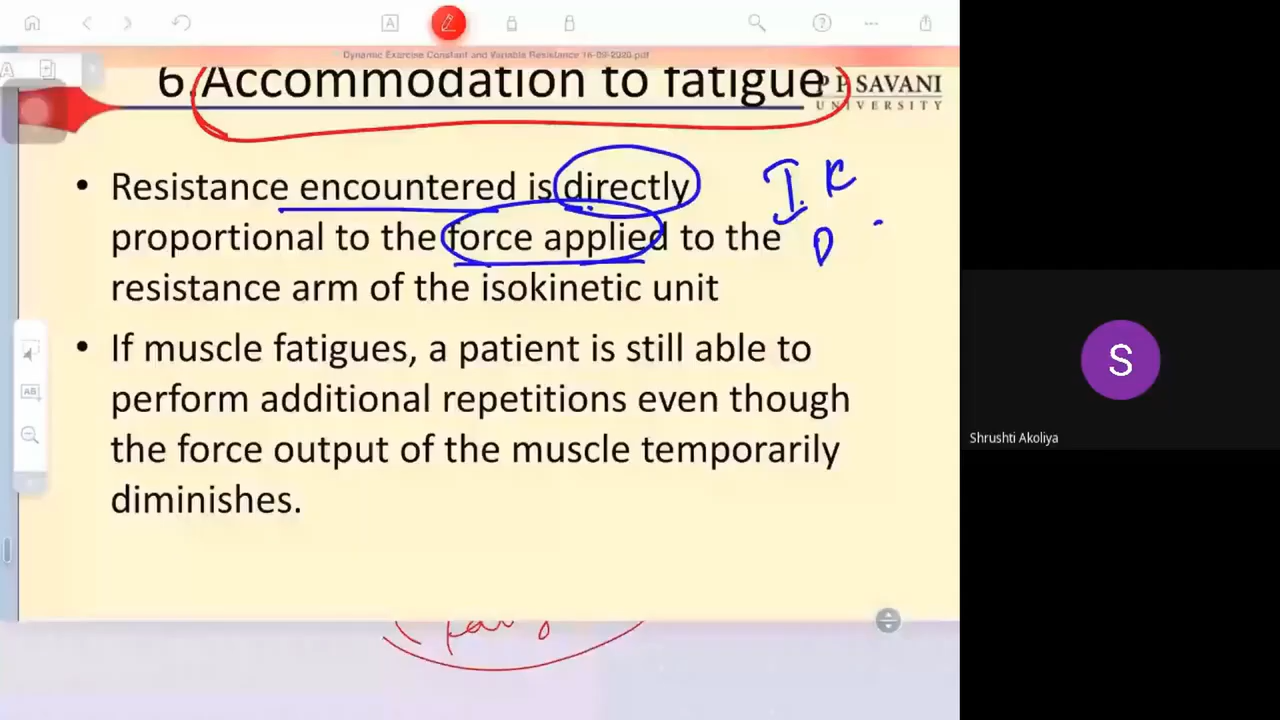 Dynamic Exercise Constant and Variable Resistance 16-09-2020.pdf
6.Accommodation to fatigue
P P SAVANI
UNIVERSITY
• Resistance encountered is directly
proportional to the force applied to the
resistance arm of the isokinetic unit
I K
D
• If muscle fatigues, a patient is still able to
perform additional repetitions even though
the force output of the muscle temporarily
diminishes.
S
Shrushti Akoliya